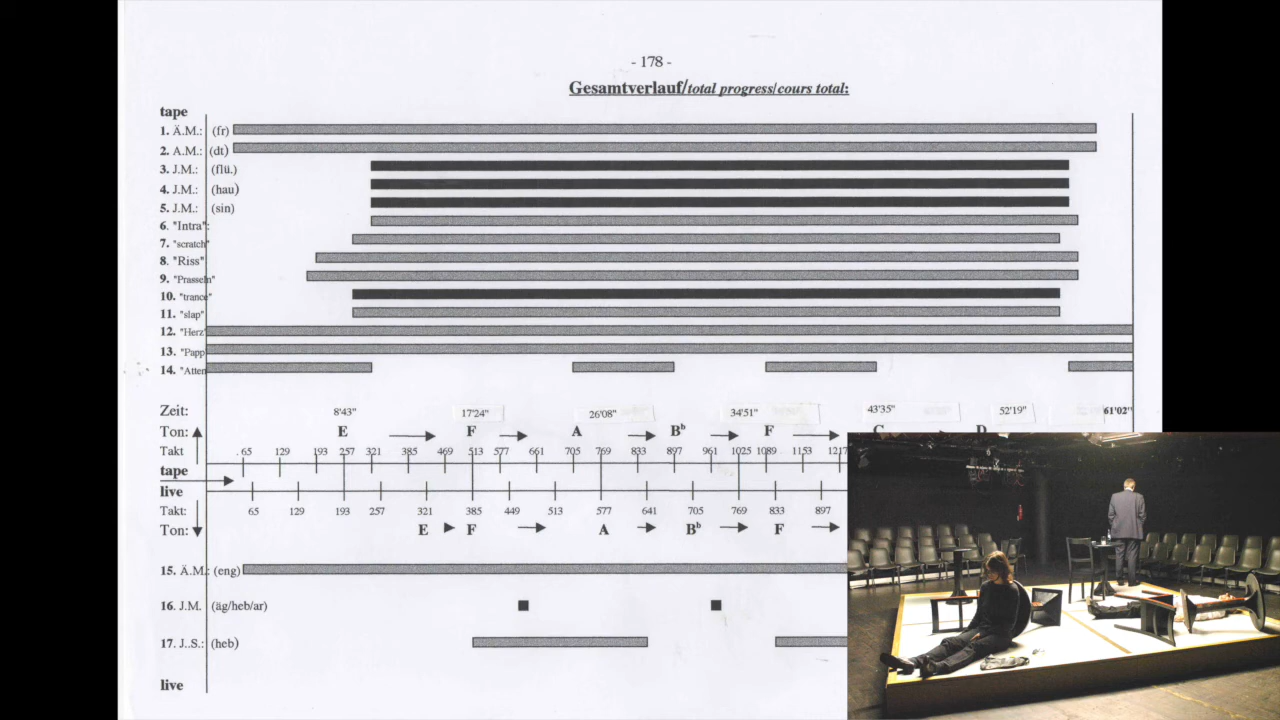 - 178 -
Gesamtverlauf/total progress/cours total:
tape
1. Ä.M.: (fr)
2. A.M.: (dt)
3. J.M.: (flü.)
4. J.M.: (hau)
5. J.M.: (sin)
6. "Intra":
7. "scratch"
8. "Riss"
9. "Prasseln"
10. "trance"
11. "slap"
12. "Herz"
13. "Papp
14. "Atten
Zeit: 8'43" 17'24" 26'08" 34'51" 43'35" 52'19" 61'02"
Ton: E F A Bb F C D
Takt 65 129 193 257 321 385 469 513 577 661 705 769 833 897 961 1025 1089 1153 1217
tape
live
Takt: 65 129 193 257 321 385 449 513 577 641 705 769 833 897
Ton: E F A Bb F
15. Ä.M.: (eng)
16. J.M. (äg/heb/ar)
17. J..S.: (heb)
live